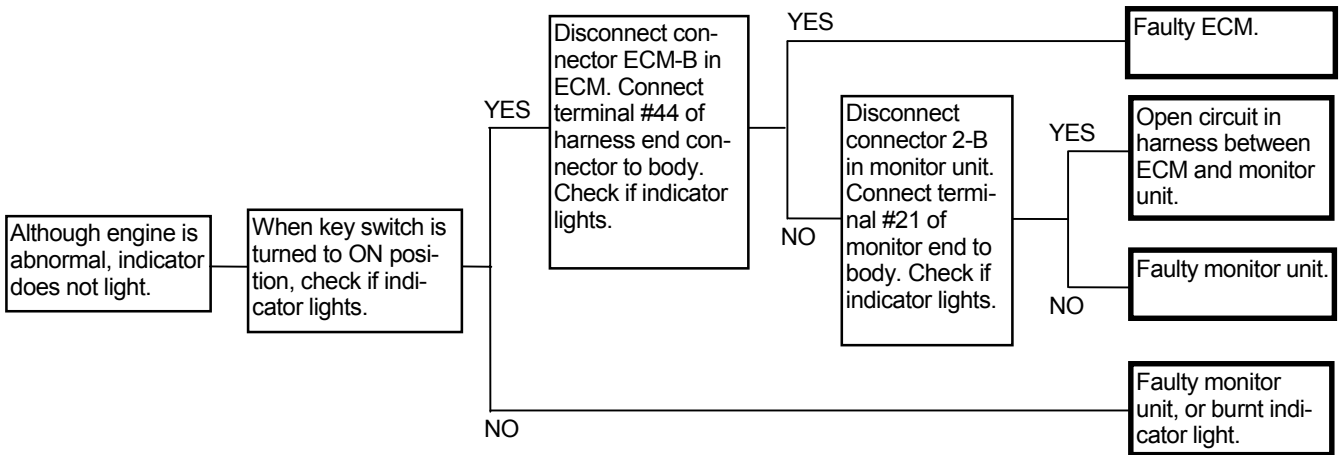 Although engine is
abnormal, indicator
does not light.
When key switch is
turned to ON posi-
tion, check if indi-
cator lights.
YES
Disconnect con-
nector ECM-B in
ECM. Connect
terminal #44 of
harness end con-
nector to body.
Check if indicator
lights.
YES
Faulty ECM.
NO
Disconnect
connector 2-B
in monitor unit.
Connect termi-
nal #21 of
monitor end to
body. Check if
indicator lights.
YES
Open circuit in
harness between
ECM and monitor
unit.
NO
Faulty monitor unit.
NO
Faulty monitor
unit, or burnt indi-
cator light.